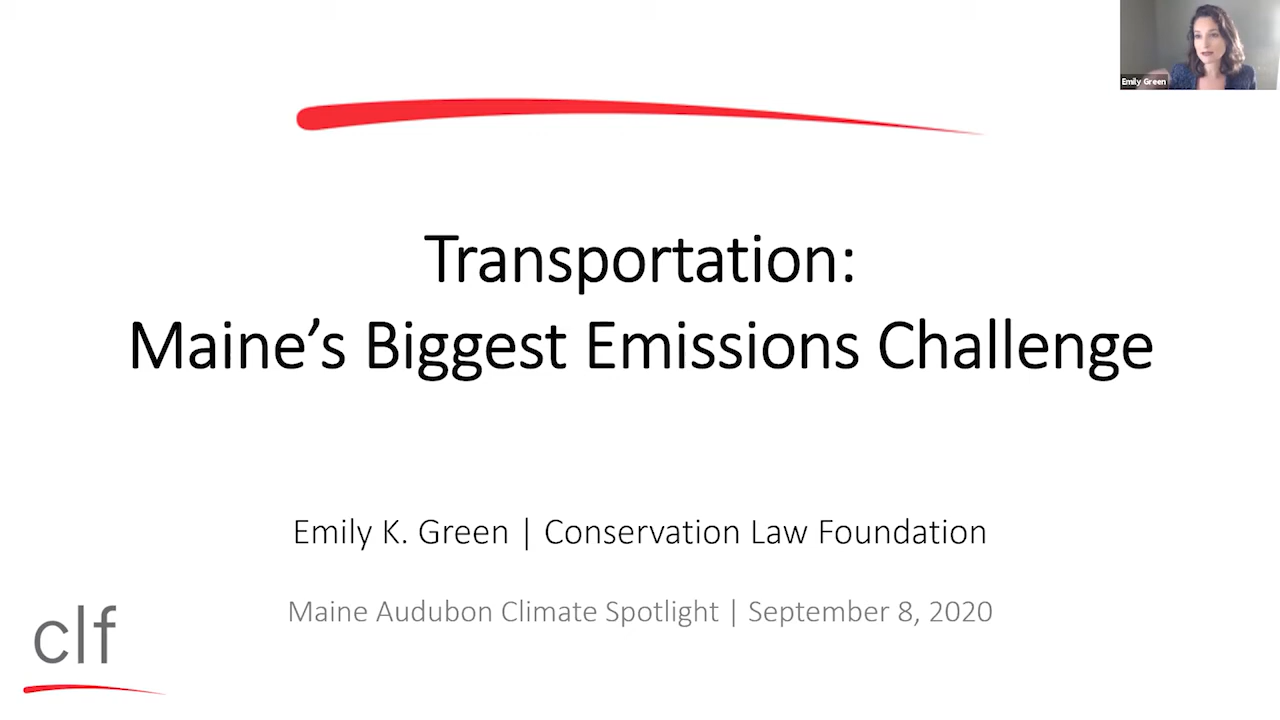 Emily Green
Transportation:
Maine’s Biggest Emissions Challenge
Emily K. Green | Conservation Law Foundation
Maine Audubon Climate Spotlight | September 8, 2020
clf